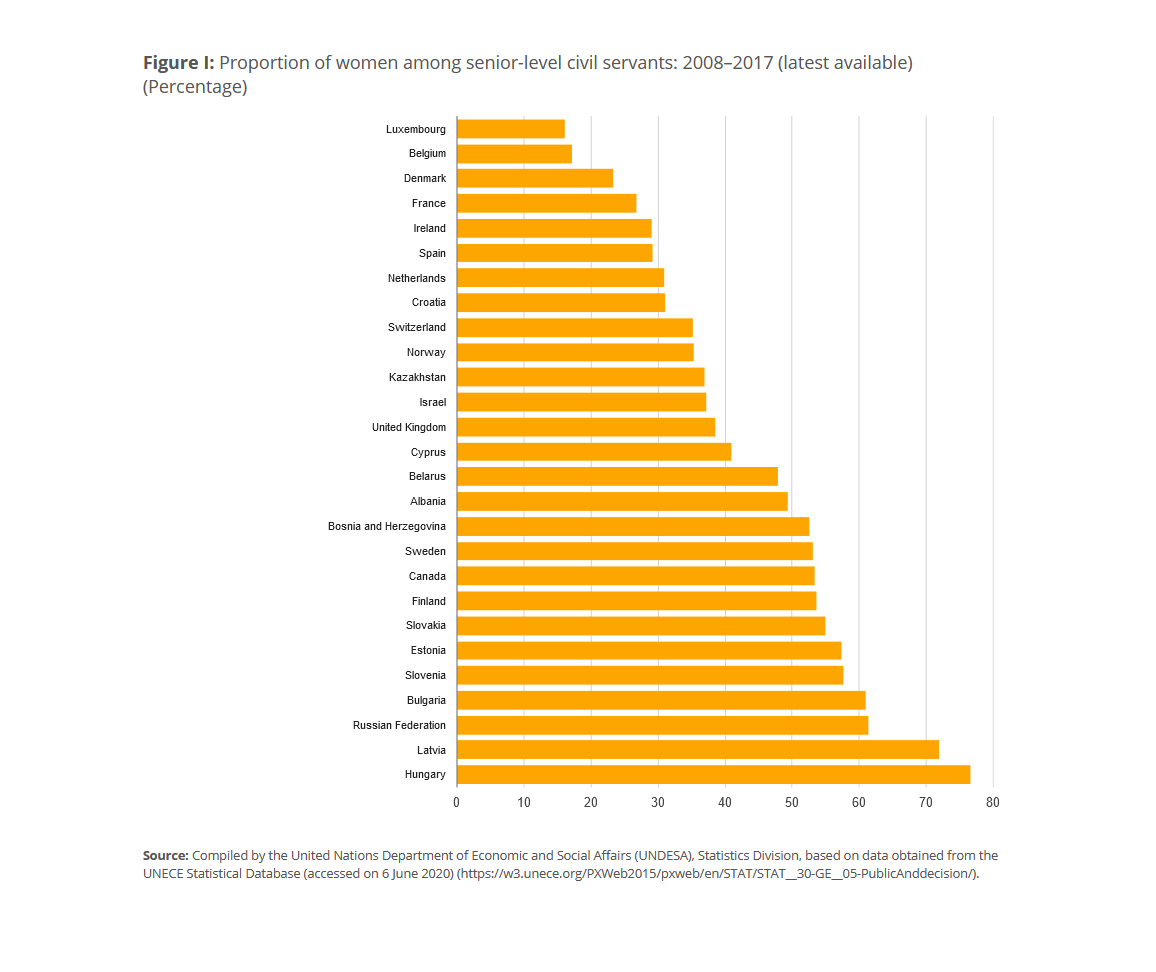 Figure I: Proportion of women among senior-level civil servants: 2008–2017 (latest available)
(Percentage)
Luxembourg
Belgium
Denmark
France
Ireland
Spain
Netherlands
Croatia
Switzerland
Norway
Kazakhstan
Israel
United Kingdom
Cyprus
Belarus
Albania
Bosnia and Herzegovina
Sweden
Canada
Finland
Slovakia
Estonia
Slovenia
Bulgaria
Russian Federation
Latvia
Hungary
0 10 20 30 40 50 60 70 80
Source: Compiled by the United Nations Department of Economic and Social Affairs (UNDESA), Statistics Division, based on data obtained from the
UNECE Statistical Database (accessed on 6 June 2020) (https://w3.unece.org/PXWeb2015/pxweb/en/STAT/STAT__30-GE__05-PublicAnddecision/).